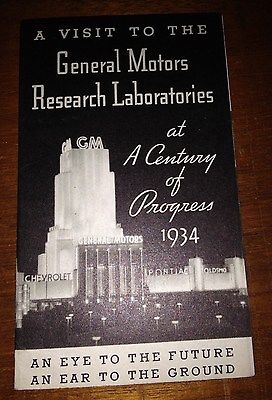 A VISIT TO THE
General Motors
Research Laboratories
at
A Century
of
Progress
1934
GM
GENERAL MOTORS
CHEVROLET
PONTIAC
OLDSMO
AN EYE TO THE FUTURE
AN EAR TO THE GROUND